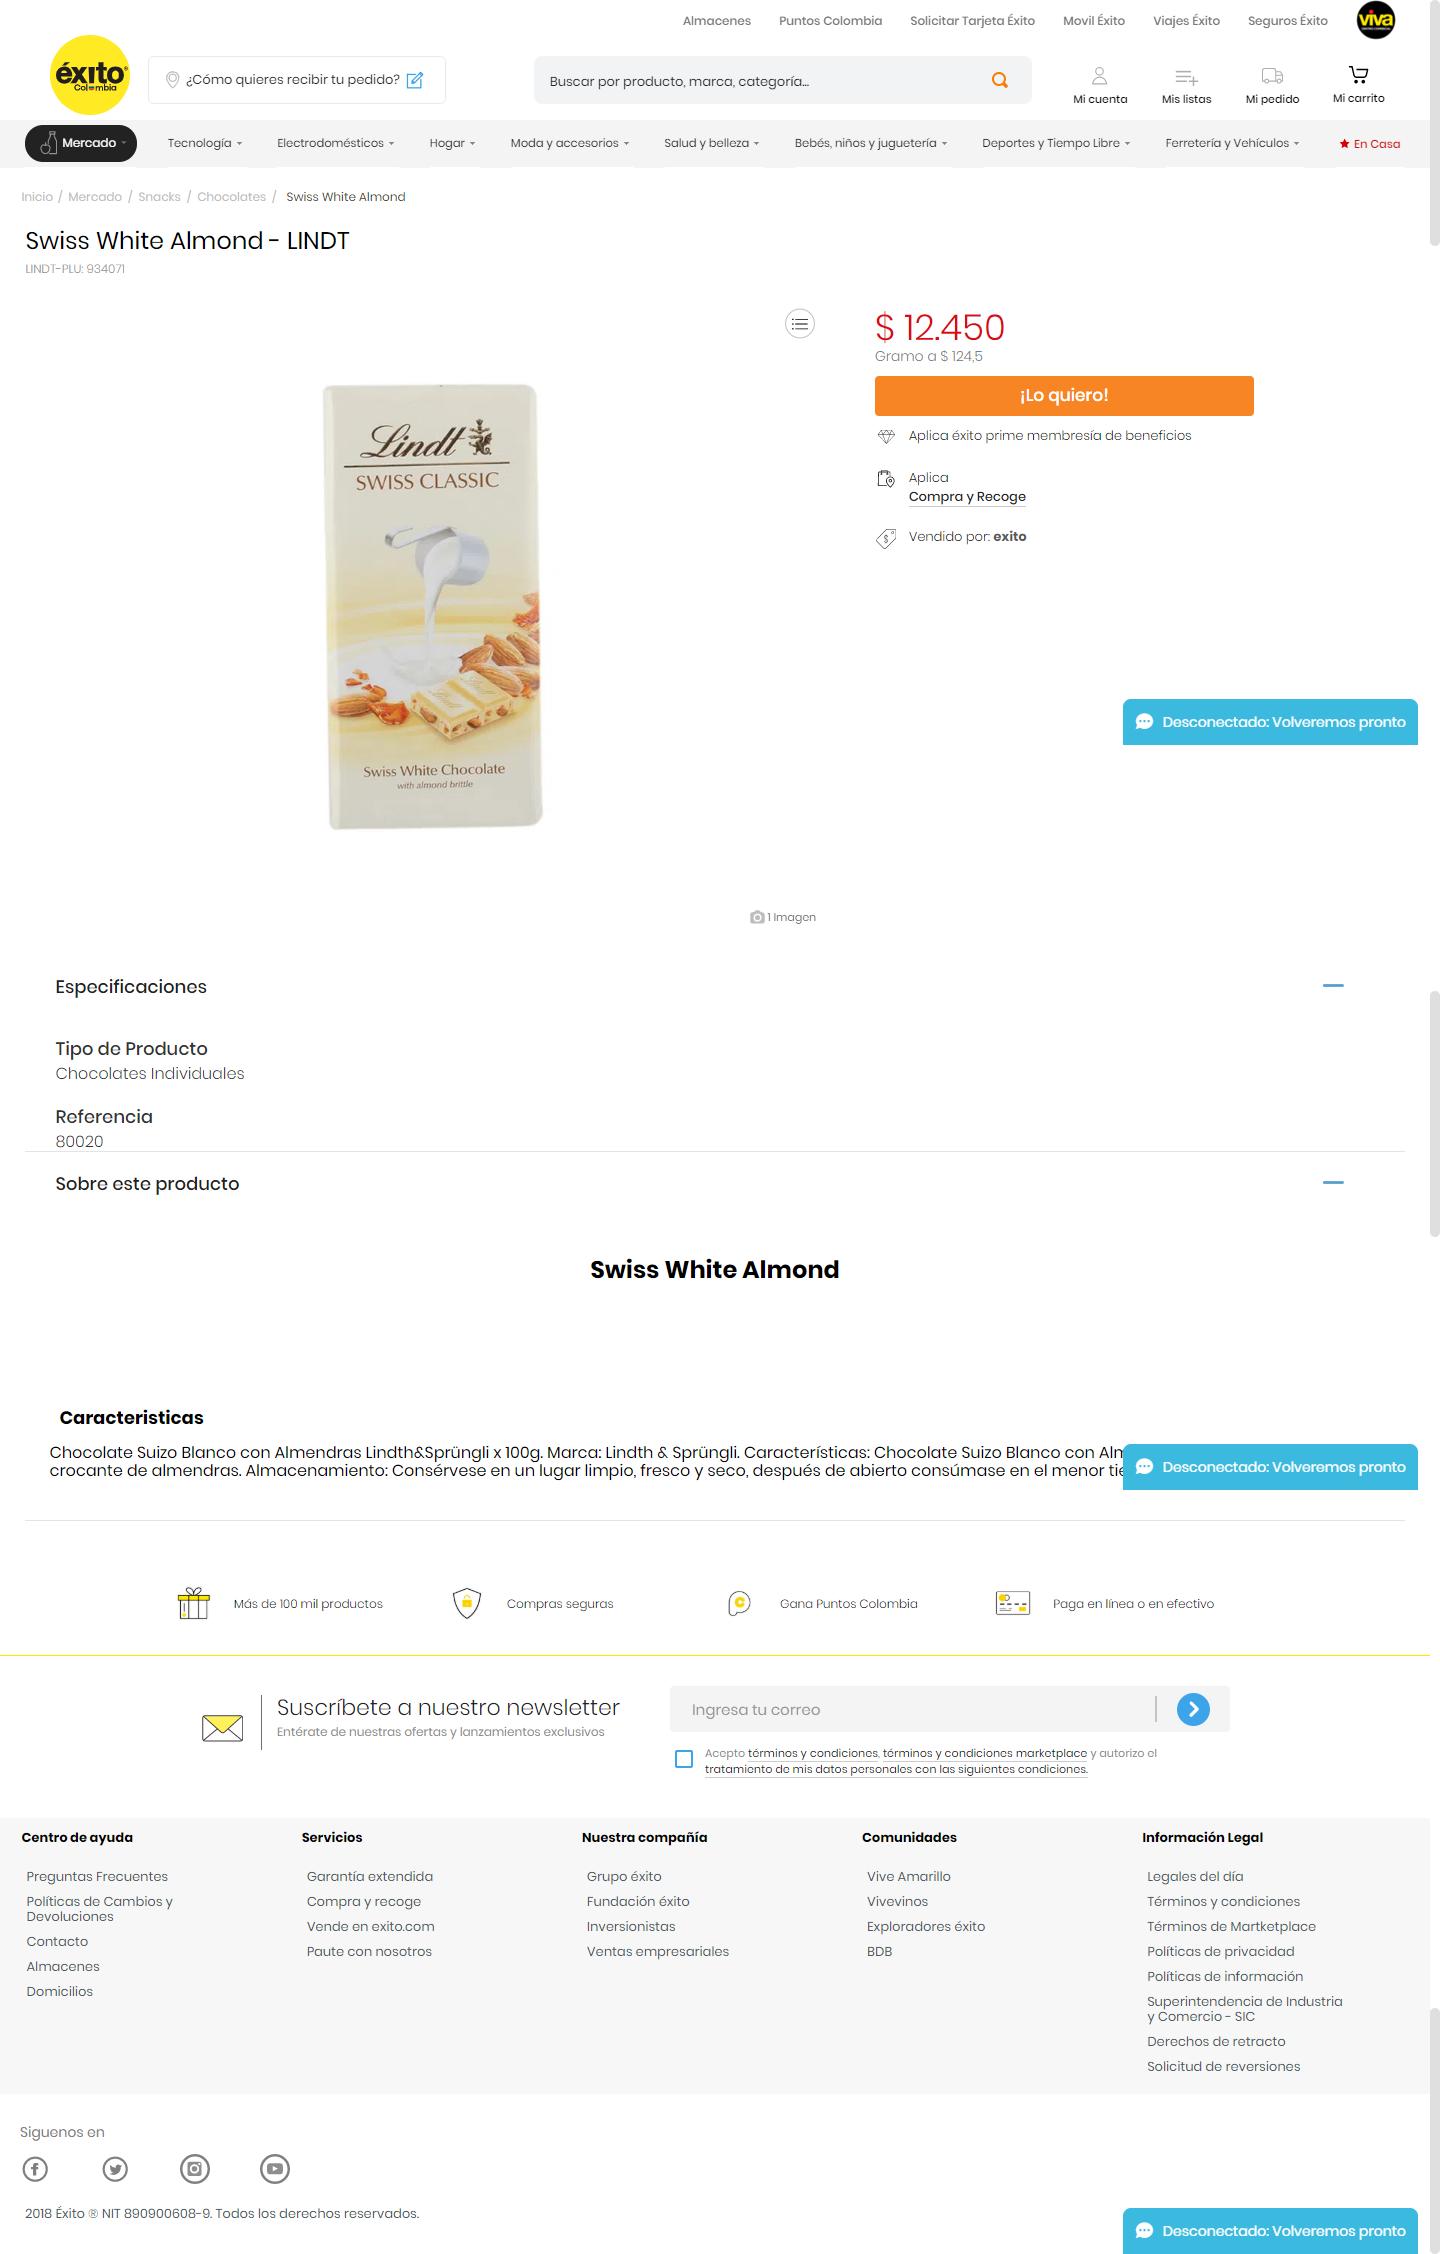 Almacenes Puntos Colombia Solicitar Tarjeta Éxito Movil Éxito Viajes Éxito Seguros Éxito viva
éxito
Colombia
¿Cómo quieres recibir tu pedido?
Buscar por producto, marca, categoría...
Mi cuenta Mis listas Mi pedido Mi carrito
Mercado Tecnología Electrodomésticos Hogar Moda y accesorios Salud y belleza Bebés, niños y juguetería Deportes y Tiempo Libre Ferretería y Vehículos En Casa
Inicio / Mercado / Snacks / Chocolates / Swiss White Almond
Swiss White Almond - LINDT
LINDT-PLU: 934071
$ 12.450
Gramo a $ 124,5
¡Lo quiero!
Aplica éxito prime membresía de beneficios
Aplica
Compra y Recoge
Vendido por: exito
Lindt
SWISS CLASSIC
Lindt
Swiss White Chocolate
with almond brittle
Desconectado: Volveremos pronto
1 Imagen
Especificaciones
Tipo de Producto
Chocolates Individuales
Referencia
80020
Sobre este producto
Swiss White Almond
Caracteristicas
Chocolate Suizo Blanco con Almendras Lindth&Sprüngli x 100g. Marca: Lindth & Sprüngli. Características: Chocolate Suizo Blanco con
crocante de almendras. Almacenamiento: Consérvese en un lugar limpio, fresco y seco, después de abierto consúmase en el menor
Desconectado: Volveremos pronto
Más de 100 mil productos Compras seguras Gana Puntos Colombia Paga en línea o en efectivo
Suscríbete a nuestro newsletter
Entérate de nuestras ofertas y lanzamientos exclusivos
Ingresa tu correo
Acepto términos y condiciones, términos y condiciones marketplace y autorizo el
tratamiento de mis datos personales con las siguientes condiciones.
Centro de ayuda
Preguntas Frecuentes
Políticas de Cambios y
Devoluciones
Contacto
Almacenes
Domicilios
Servicios
Garantía extendida
Compra y recoge
Vende en exito.com
Paute con nosotros
Nuestra compañía
Grupo éxito
Fundación éxito
Inversionistas
Ventas empresariales
Comunidades
Vive Amarillo
Vivevinos
Exploradores éxito
BDB
Información Legal
Legales del día
Términos y condiciones
Términos de Martketplace
Políticas de privacidad
Políticas de información
Superintendencia de Industria
y Comercio - SIC
Derechos de retracto
Solicitud de reversiones
Siguenos en
2018 Éxito ® NIT 890900608-9. Todos los derechos reservados.
Desconectado: Volveremos pronto